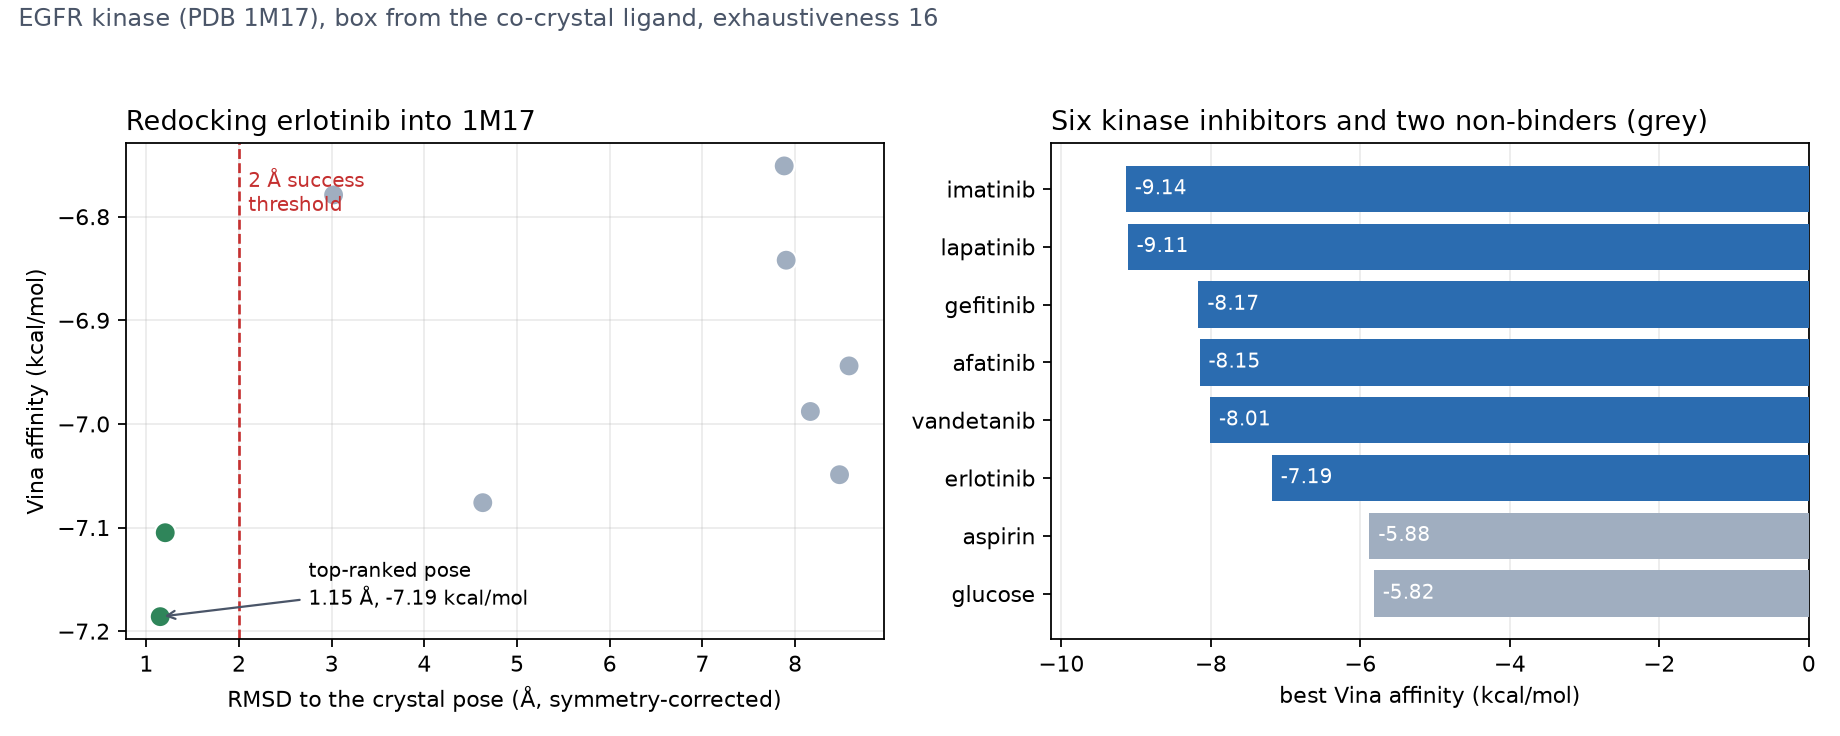 EGFR kinase (PDB 1M17), box from the co-crystal ligand, exhaustiveness 16
Redocking erlotinib into 1M17
Vina affinity (kcal/mol)
−6.8
−6.9
−7.0
−7.1
−7.2
2 Å success
threshold
top-ranked pose
1.15 Å, -7.19 kcal/mol
1 2 3 4 5 6 7 8
RMSD to the crystal pose (Å, symmetry-corrected)
Six kinase inhibitors and two non-binders (grey)
imatinib -9.14
lapatinib -9.11
gefitinib -8.17
afatinib -8.15
vandetanib -8.01
erlotinib -7.19
aspirin -5.88
glucose -5.82
−10 −8 −6 −4 −2 0
best Vina affinity (kcal/mol)